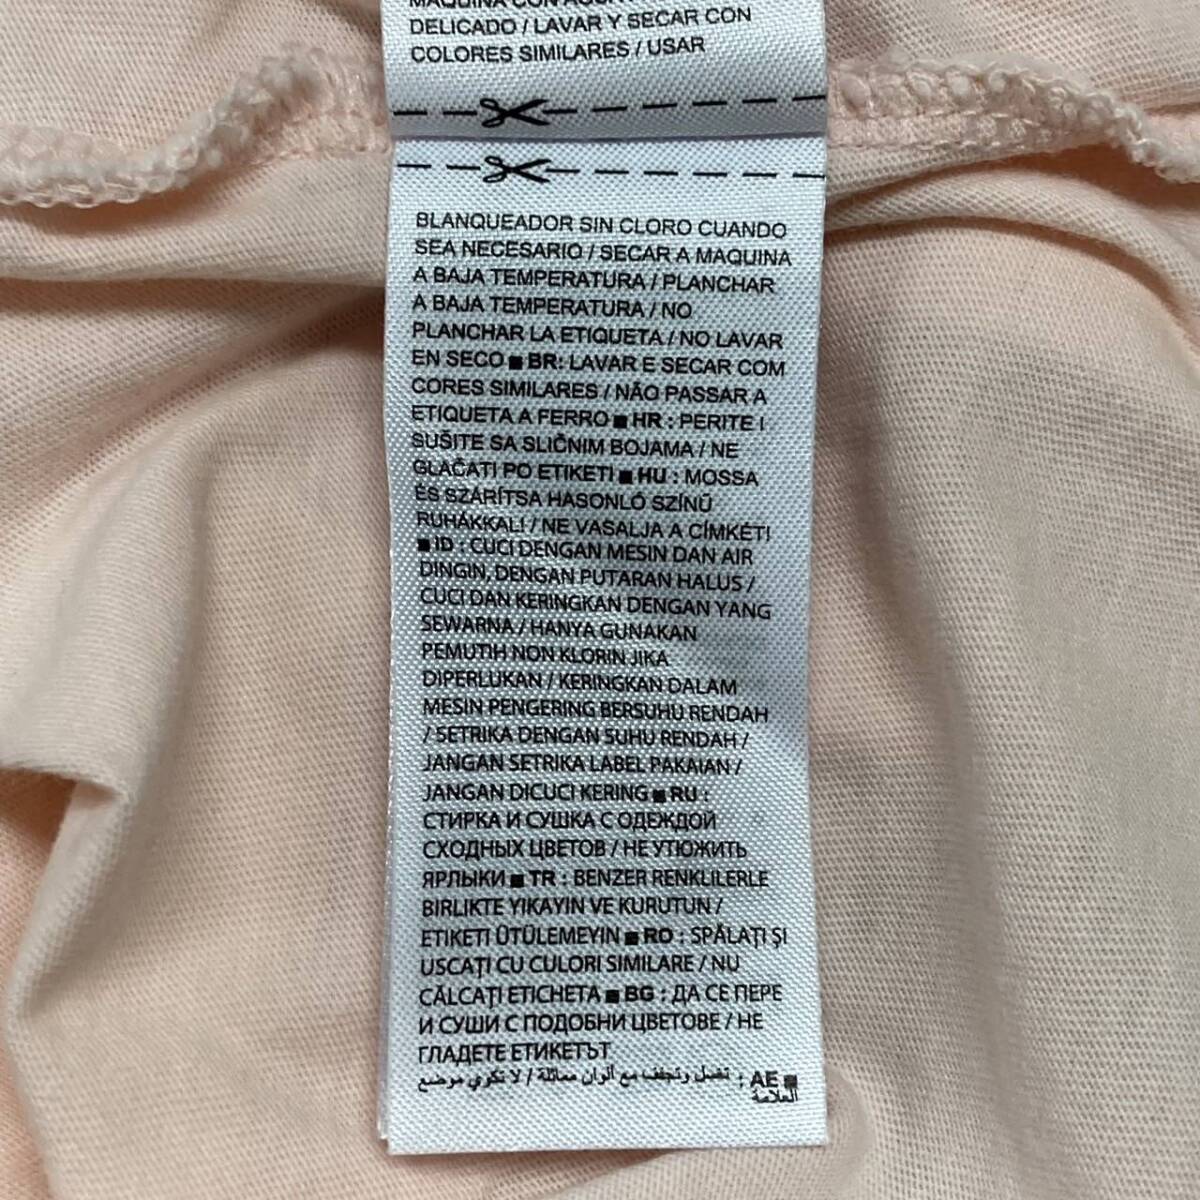 DELICADO / LAVAR Y SECAR CON
COLORES SIMILARES / USAR
BLANQUEADOR SIN CLORO CUANDO
SEA NECESARIO / SECAR A MAQUINA
A BAJA TEMPERATURA / PLANCHAR
A BAJA TEMPERATURA / NO
PLANCHAR LA ETIQUETA / NO LAVAR
EN SECO ■ BR: LAVAR E SECAR COM
CORES SIMILARES / NÃO PASSAR A
ETIQUETA A FERRO ■ HR : PERITE I
SUŠITE SA SLIČNIM BOJAMA / NE
GLAČATI PO ETIKETI ■ HU : MOSSA
ÉS SZÁRÍTSA HASONLÓ SZÍNŰ
RUHÁKKAL! / NE VASALJA A CÍMKÉT!
■ ID : CUCI DENGAN MESIN DAN AIR
DINGIN, DENGAN PUTARAN HALUS /
CUCI DAN KERINGKAN DENGAN YANG
SEWARNA / HANYA GUNAKAN
PEMUTIH NON KLORIN JIKA
DIPERLUKAN / KERINGKAN DALAM
MESIN PENGERING BERSUHU RENDAH
/ SETRIKA DENGAN SUHU RENDAH /
JANGAN SETRIKA LABEL PAKAIAN /
JANGAN DICUCI KERING ■ RU :
СТИРКА И СУШКА С ОДЕЖДОЙ
СХОДНЫХ ЦВЕТОВ / НЕ УТЮЖИТЬ
ЯРЛЫКИ ■ TR : BENZER RENKLILERLE
BIRLIKTE YIKAYIN VE KURUTUN /
ETIKETI ÜTÜLEMEYIN ■ RO : SPĂLAȚI ȘI
USCAȚI CU CULORI SIMILARE / NU
CĂLCAȚI ETICHETA ■ BG : ДА СЕ ПЕРЕ
И СУШИ С ПОДОБНИ ЦВЕТОВЕ / НЕ
ГЛАДЕТЕ ЕТИКЕТЪТ
■ AE : تغسل وتجفف مع ألوان مماثلة / لا تكوي موضع
العلامة